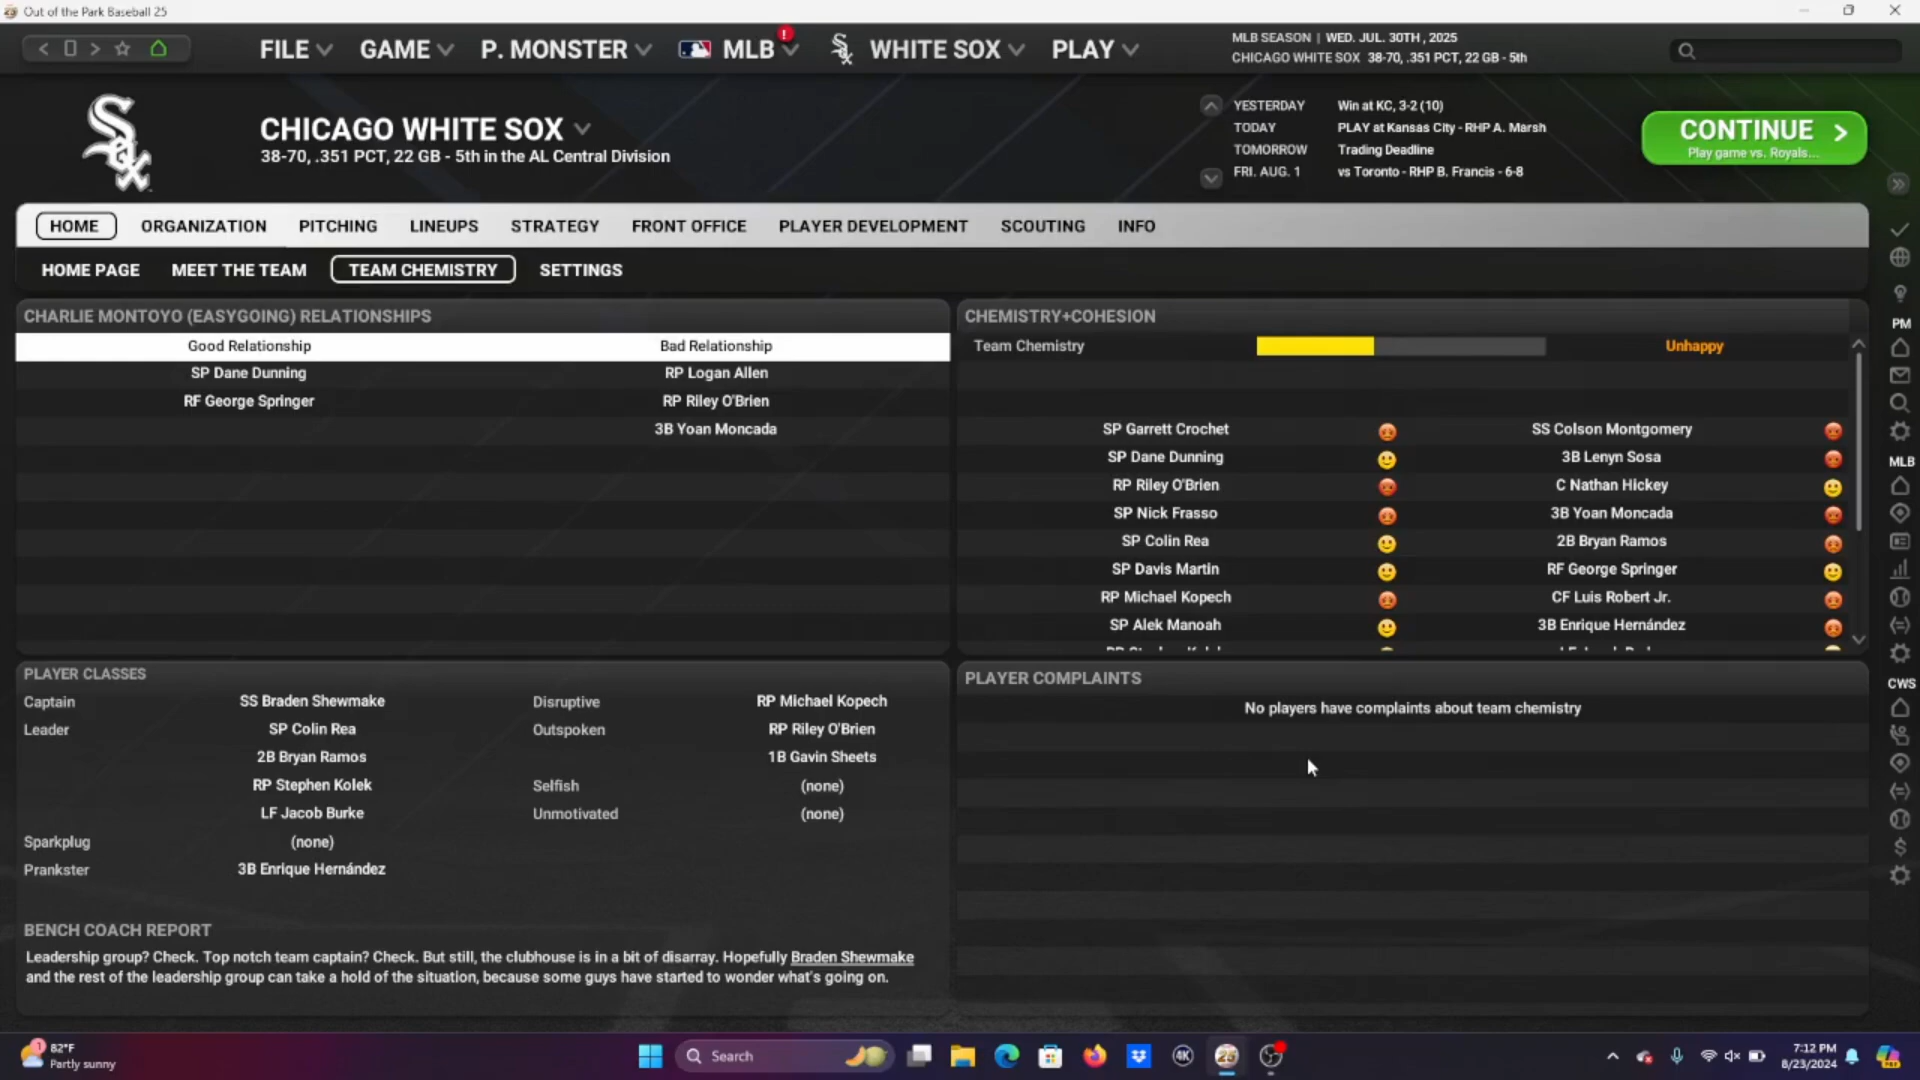 Out of the Park Baseball 25
FILE GAME P. MONSTER MLB WHITE SOX PLAY
MLB SEASON | WED. JUL. 30TH, 2025
CHICAGO WHITE SOX 38-70, .351 PCT, 22 GB - 5th
CHICAGO WHITE SOX
38-70, .351 PCT, 22 GB - 5th in the AL Central Division
YESTERDAY Win at KC, 3-2 (10)
TODAY PLAY at Kansas City - RHP A. Marsh
TOMORROW Trading Deadline
FRI. AUG. 1 vs Toronto - RHP B. Francis - 6-8
CONTINUE
Play game vs. Royals...
HOME ORGANIZATION PITCHING LINEUPS STRATEGY FRONT OFFICE PLAYER DEVELOPMENT SCOUTING INFO
HOME PAGE MEET THE TEAM TEAM CHEMISTRY SETTINGS
CHARLIE MONTOYO (EASYGOING) RELATIONSHIPS
Good Relationship Bad Relationship
SP Dane Dunning RP Logan Allen
RF George Springer RP Riley O'Brien
3B Yoan Moncada
CHEMISTRY+COHESION
Team Chemistry Unhappy
SP Garrett Crochet SS Colson Montgomery
SP Dane Dunning 3B Lenyn Sosa
RP Riley O'Brien C Nathan Hickey
SP Nick Frasso 3B Yoan Moncada
SP Colin Rea 2B Bryan Ramos
SP Davis Martin RF George Springer
RP Michael Kopech CF Luis Robert Jr.
SP Alek Manoah 3B Enrique Hernández
PLAYER CLASSES
Captain SS Braden Shewmake Disruptive RP Michael Kopech
Leader SP Colin Rea Outspoken RP Riley O'Brien
2B Bryan Ramos 1B Gavin Sheets
RP Stephen Kolek Selfish (none)
LF Jacob Burke Unmotivated (none)
Sparkplug (none)
Prankster 3B Enrique Hernández
BENCH COACH REPORT
Leadership group? Check. Top notch team captain? Check. But still, the clubhouse is in a bit of disarray. Hopefully Braden Shewmake
and the rest of the leadership group can take a hold of the situation, because some guys have started to wonder what's going on.
PLAYER COMPLAINTS
No players have complaints about team chemistry
PM
MLB
CWS
82°F
Partly sunny
Search
4K
25
7:12 PM
8/23/2024